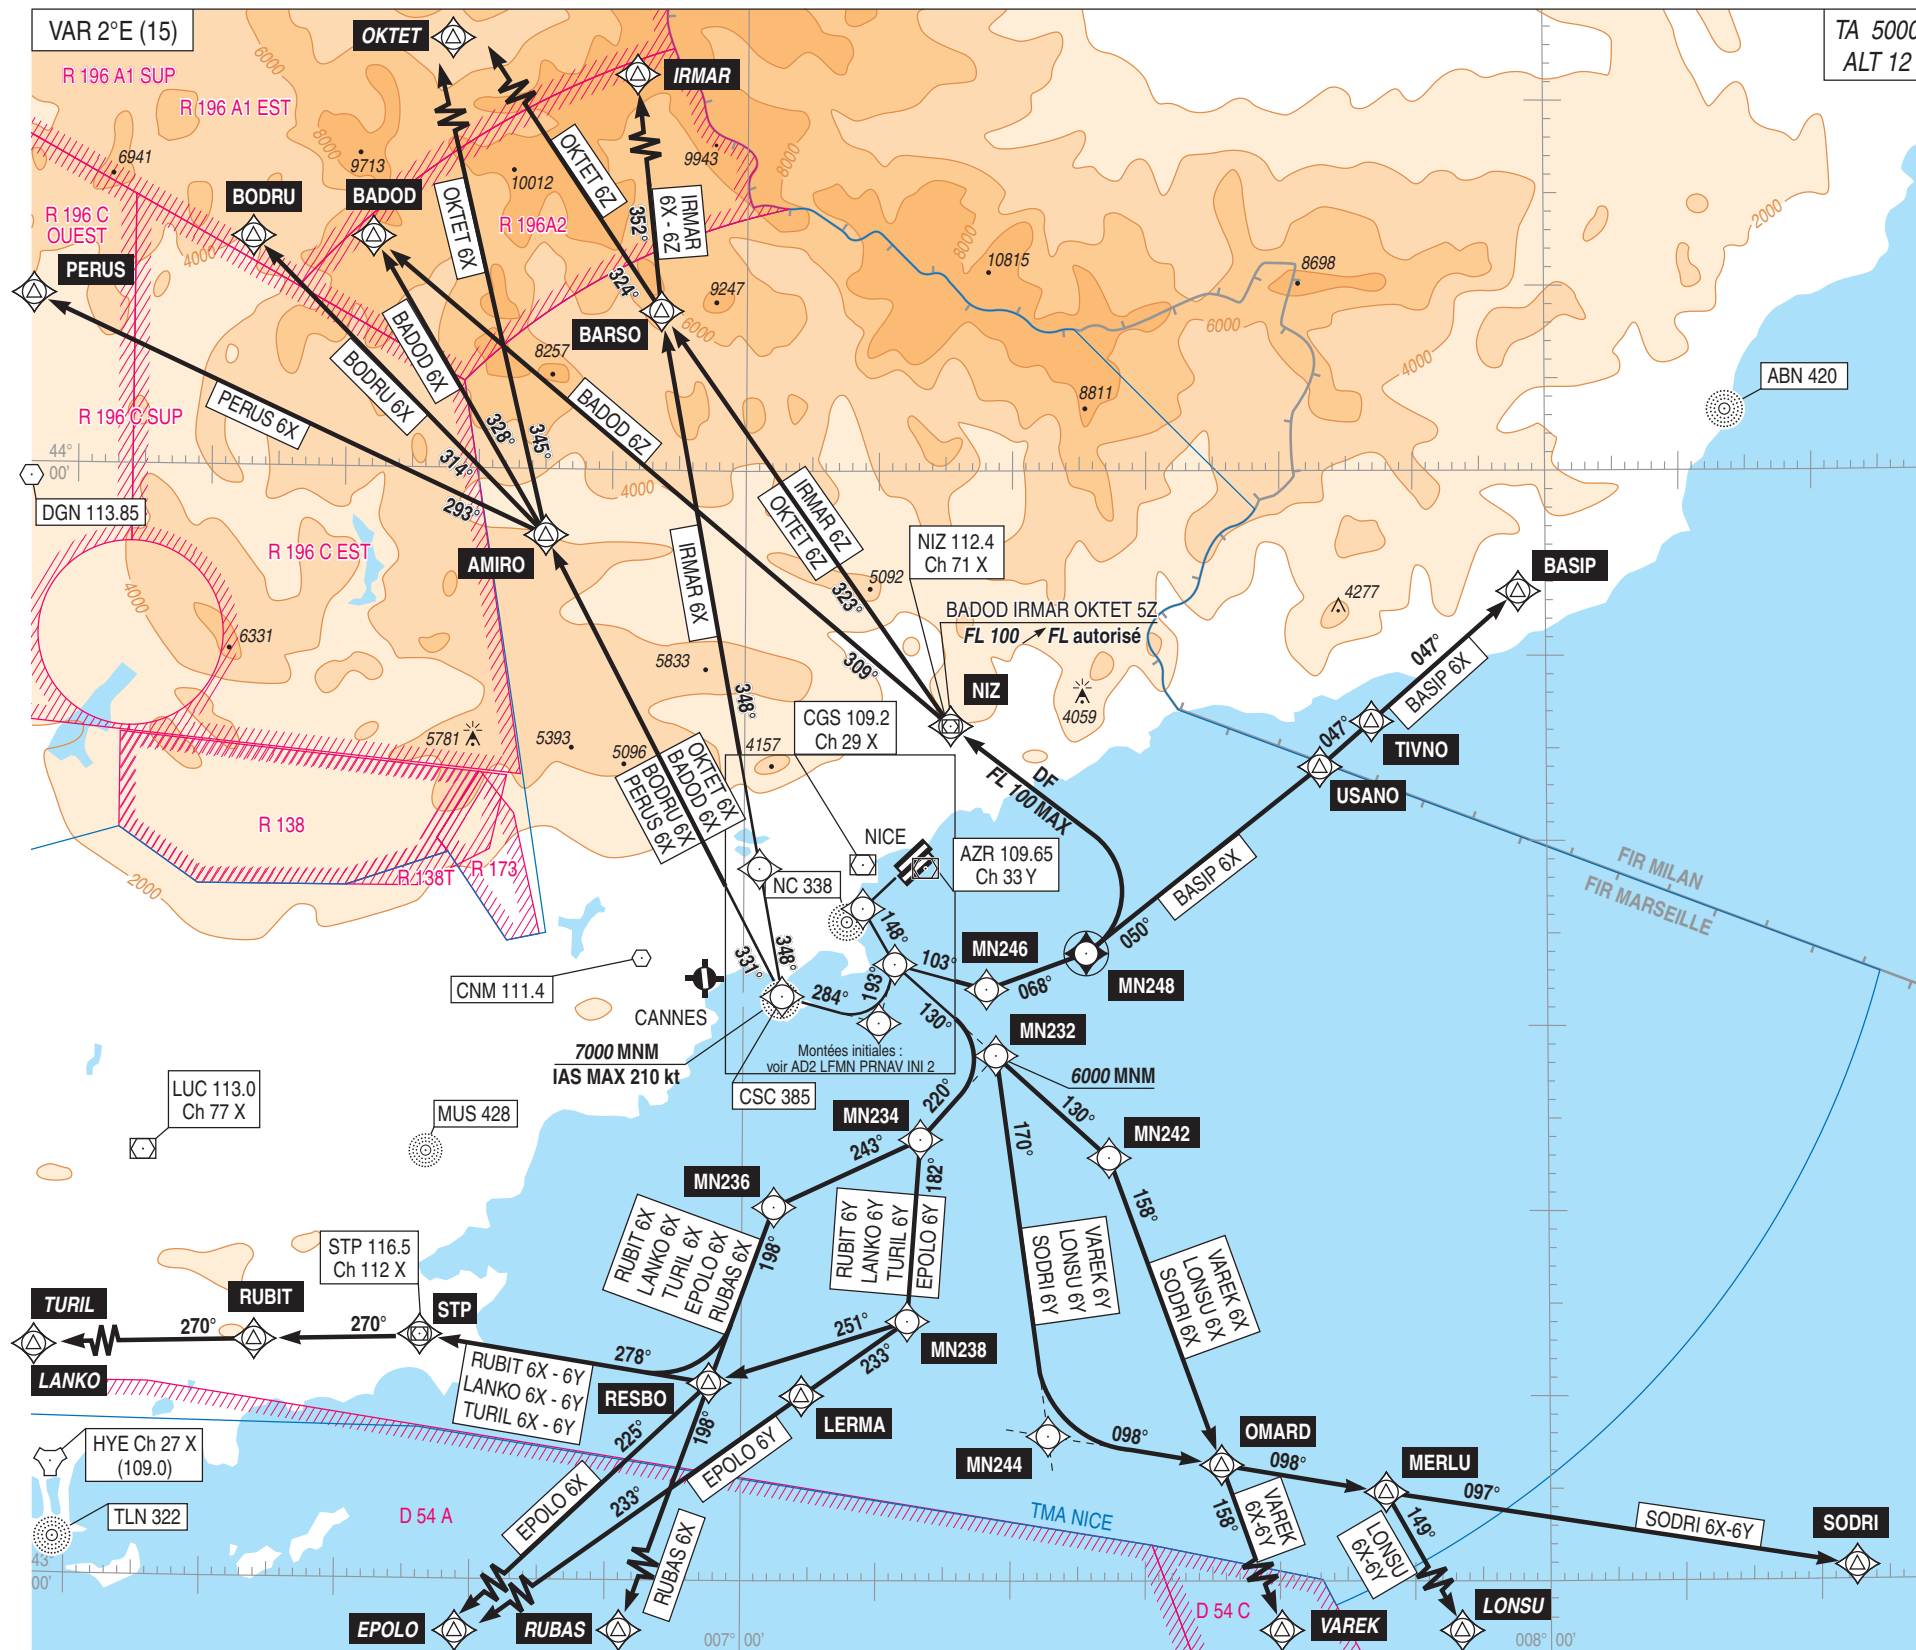 VAR 2°E (15)
OKTET
IRMAR
TA 5000
ALT 12
R 196 A1 SUP
R 196 A1 EST
6000
8000
6941
9713
10012
9943
8000
OKTET 6Z
OKTET 6X
IRMAR
6X - 6Z
352°
324°
R 196 C
OUEST
BODRU
BADOD
R 196A2
4000
PERUS
BARSO
9247
6000
8000
10815
8698
6000
2000
4000
8811
8257
BADOD 6X
BODRU 6X
PERUS 6X
BADOD 6Z
R 196 C SUP
328°
345°
314°
293°
ABN 420
44°
00'
DGN 113.85
4000
IRMAR 6Z
OKTET 6Z
R 196 C EST
AMIRO
IRMAR 6X
NIZ 112.4
Ch 71 X
5092
323°
BADOD IRMAR OKTET 5Z
FL 100 FL autorisé
4277
BASIP
4000
6331
5833
309°
NIZ
4059
047°
BASIP 6X
348°
CGS 109.2
Ch 29 X
5781
5393
5096
4157
OKTET 6X
BADOD 6X
BODRU 6X
PERUS 6X
DF
FL 100 MAX
047°
TIVNO
USANO
R 138
R 138T
R 173
2000
NICE
AZR 109.65
Ch 33 Y
NC 338
BASIP 6X
050°
FIR MILAN
FIR MARSEILLE
148°
103°
MN246
068°
MN248
CNM 111.4
331°
348°
284°
193°
130°
CANNES
7000 MNM
IAS MAX 210 kt
Montées initiales :
voir AD2 LFMN PRNAV INI 2
MN232
6000 MNM
CSC 385
LUC 113.0
Ch 77 X
MUS 428
220°
MN234
130°
MN242
243°
170°
182°
158°
MN236
RUBIT 6X
LANKO 6X
TURIL 6X
EPOLO 6X
RUBAS 6X
198°
RUBIT 6Y
LANKO 6Y
TURIL 6Y
EPOLO 6Y
VAREK 6Y
LONSU 6Y
SODRI 6Y
VAREK 6X
LONSU 6X
SODRI 6X
STP 116.5
Ch 112 X
TURIL
RUBIT
STP
270°
270°
251°
233°
MN238
278°
LANKO
RUBIT 6X - 6Y
LANKO 6X - 6Y
TURIL 6X - 6Y
RESBO
LERMA
225°
198°
EPOLO 6Y
HYE Ch 27 X
(109.0)
MN244
098°
OMARD
098°
MERLU
097°
TLN 322
D 54 A
EPOLO 6X
233°
RUBAS 6X
TMA NICE
158°
VAREK
6X-6Y
149°
LONSU
6X-6Y
SODRI 6X-6Y
SODRI
43°
00'
EPOLO
RUBAS
007° 00'
D 54 C
VAREK
LONSU
008° 00'